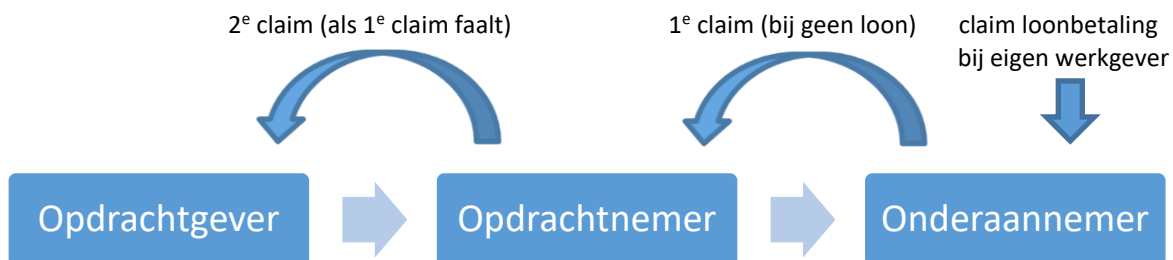 2e claim (als 1e claim faalt)
1e claim (bij geen loon)
claim loonbetaling
bij eigen werkgever
Opdrachtgever
Opdrachtnemer
Onderaannemer